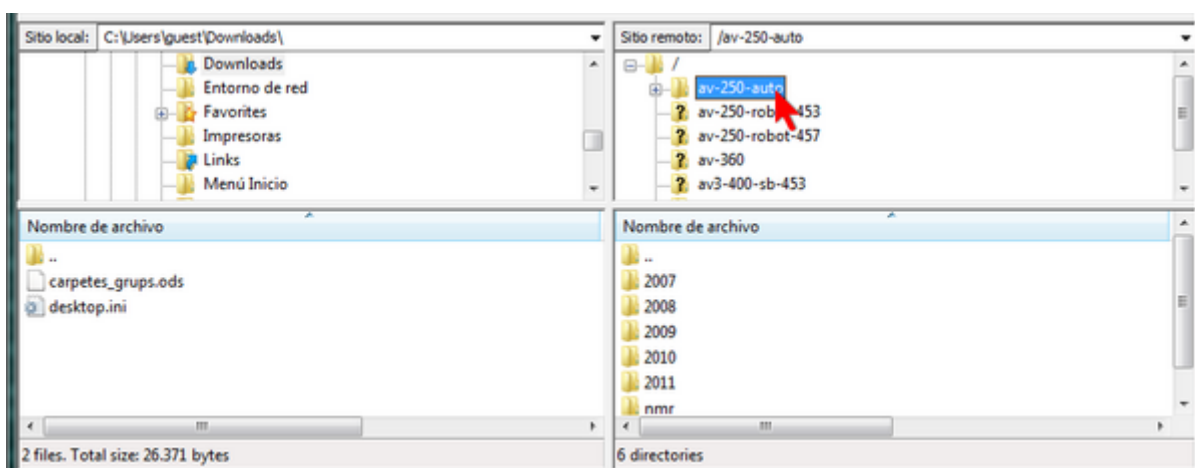 Sitio local: C:\Users\guest\Downloads\
Downloads
Entorno de red
Favorites
Impresoras
Links
Menú Inicio
Nombre de archivo
..
carpetes_grups.ods
desktop.ini
2 files. Total size: 26.371 bytes
Sitio remoto: /av-250-auto
/
av-250-auto
av-250-robot-453
av-250-robot-457
av-360
av3-400-sb-453
Nombre de archivo
..
2007
2008
2009
2010
2011
nmr
6 directories